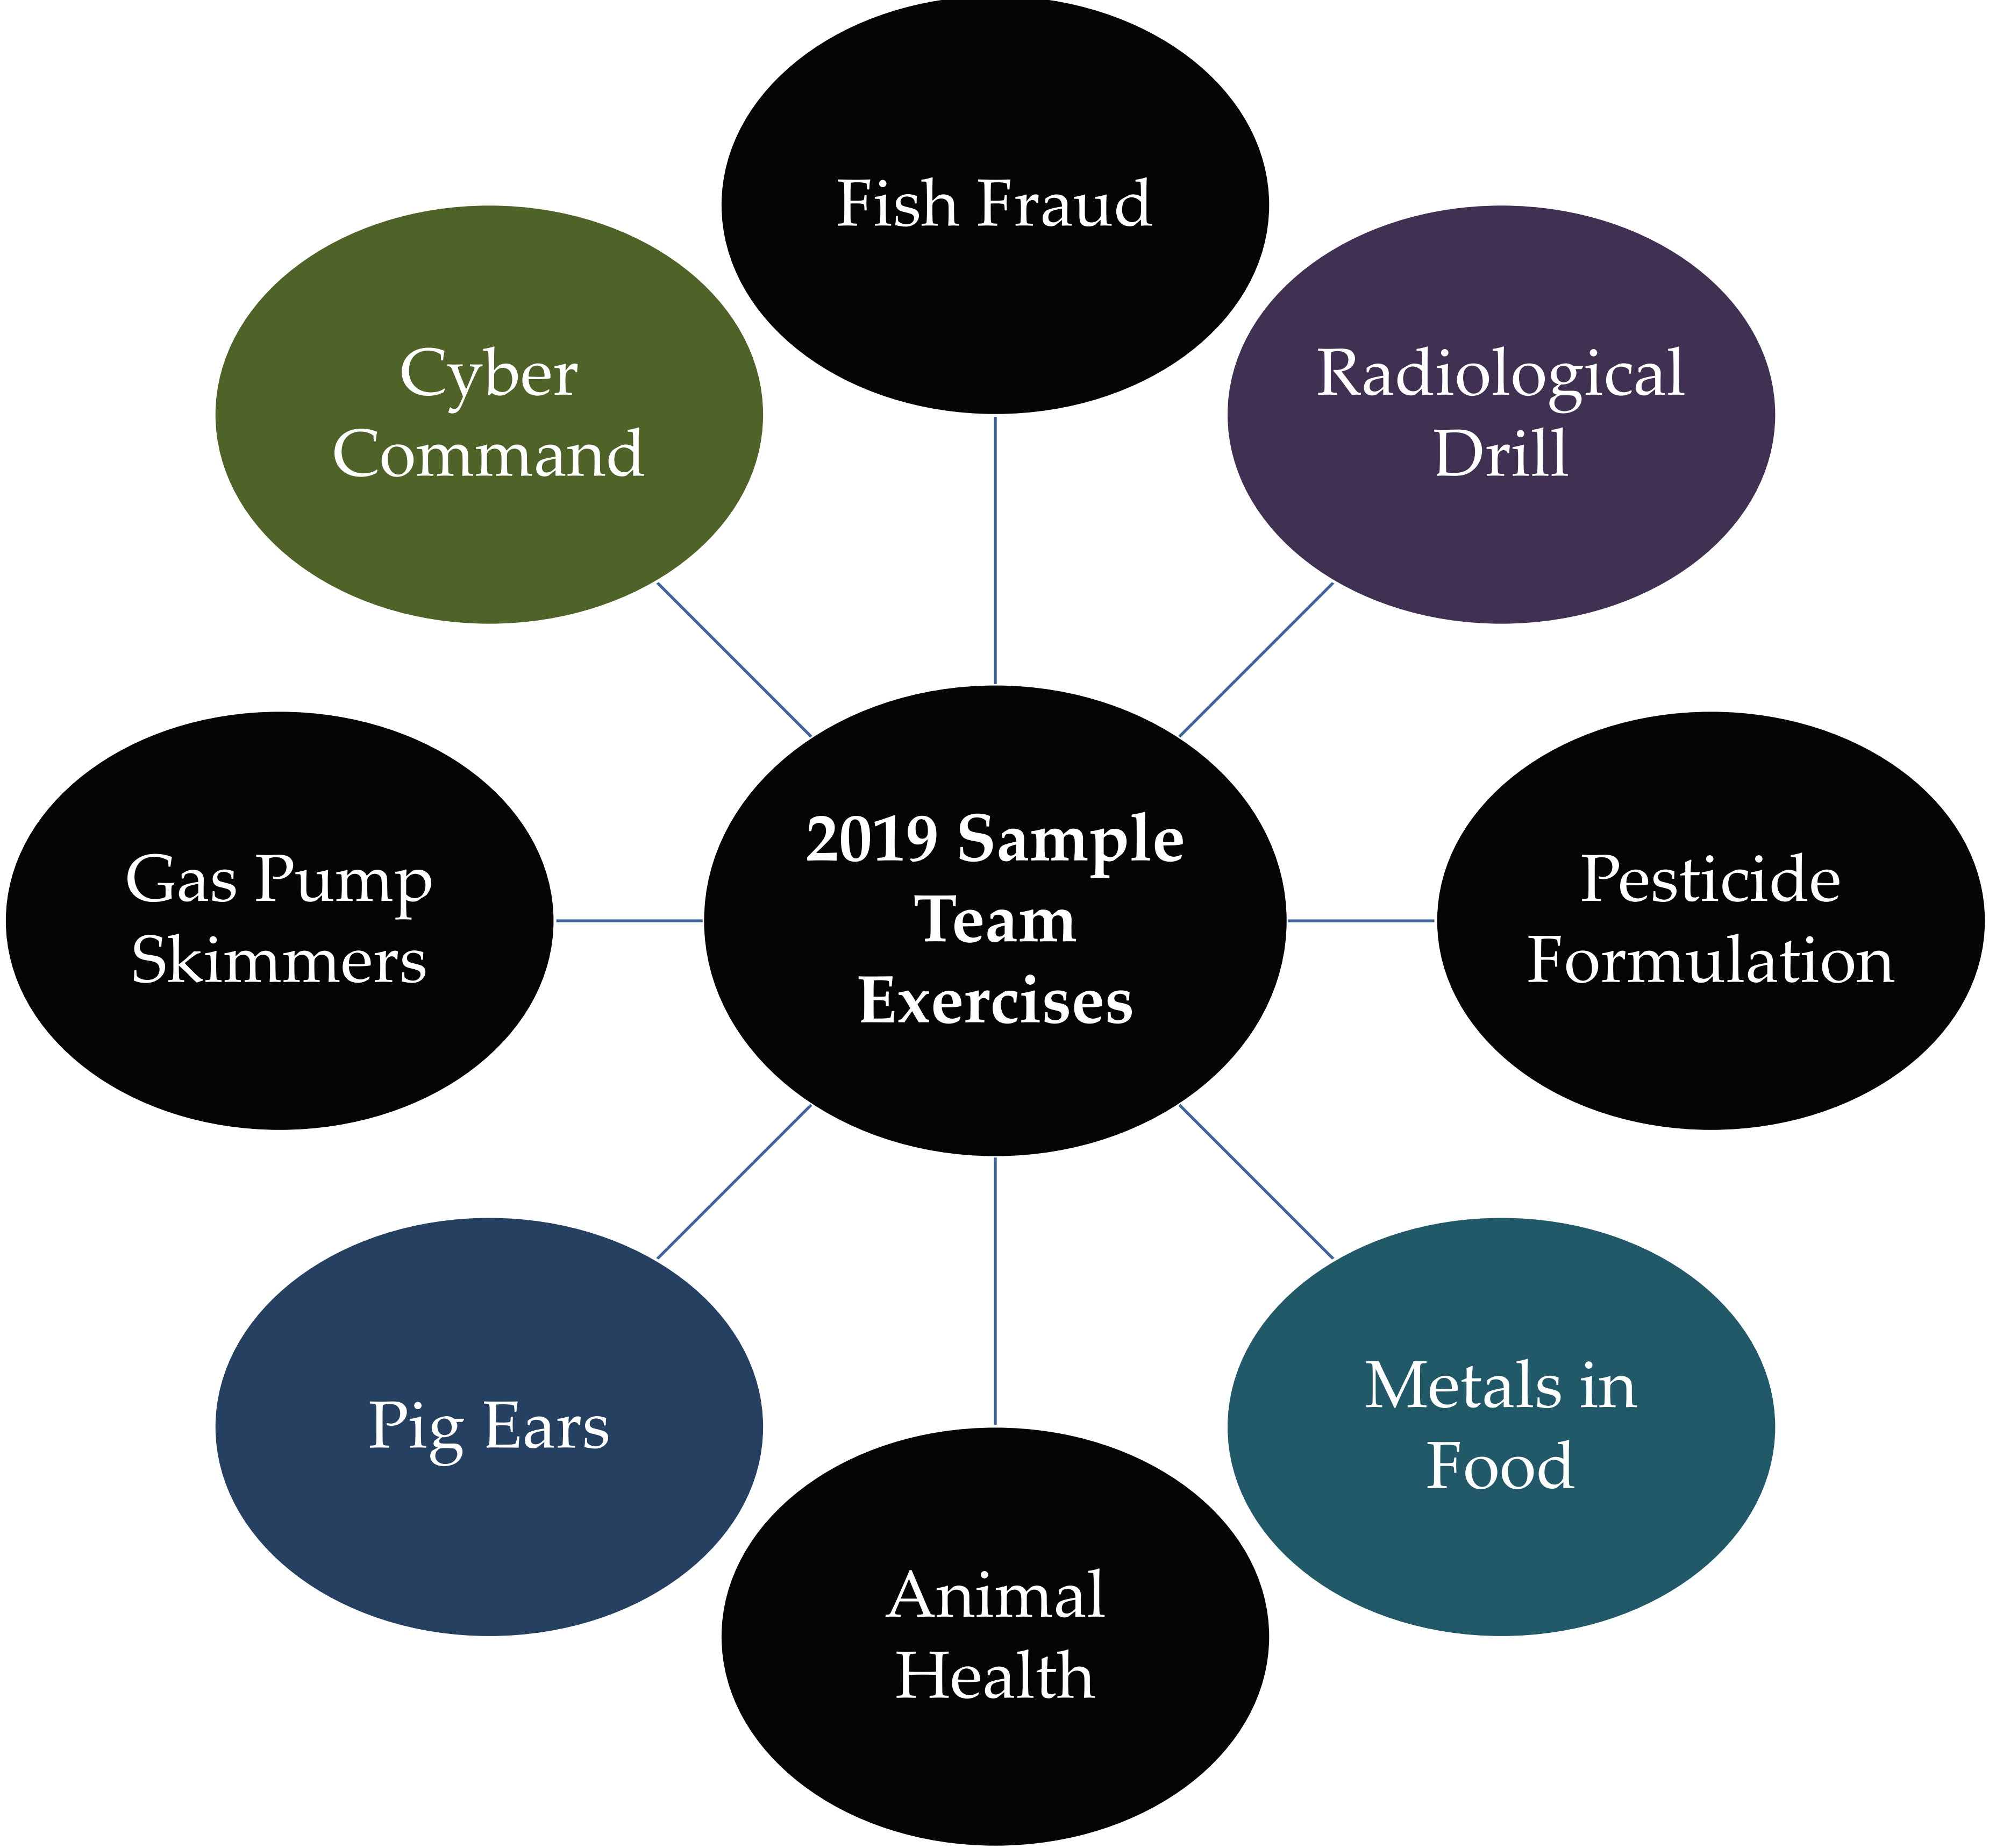 Fish Fraud
Radiological
Drill
Pesticide
Formulation
Metals in
Food
Animal
Health
Pig Ears
Gas Pump
Skimmers
Cyber
Command
2019 Sample
Team
Exercises